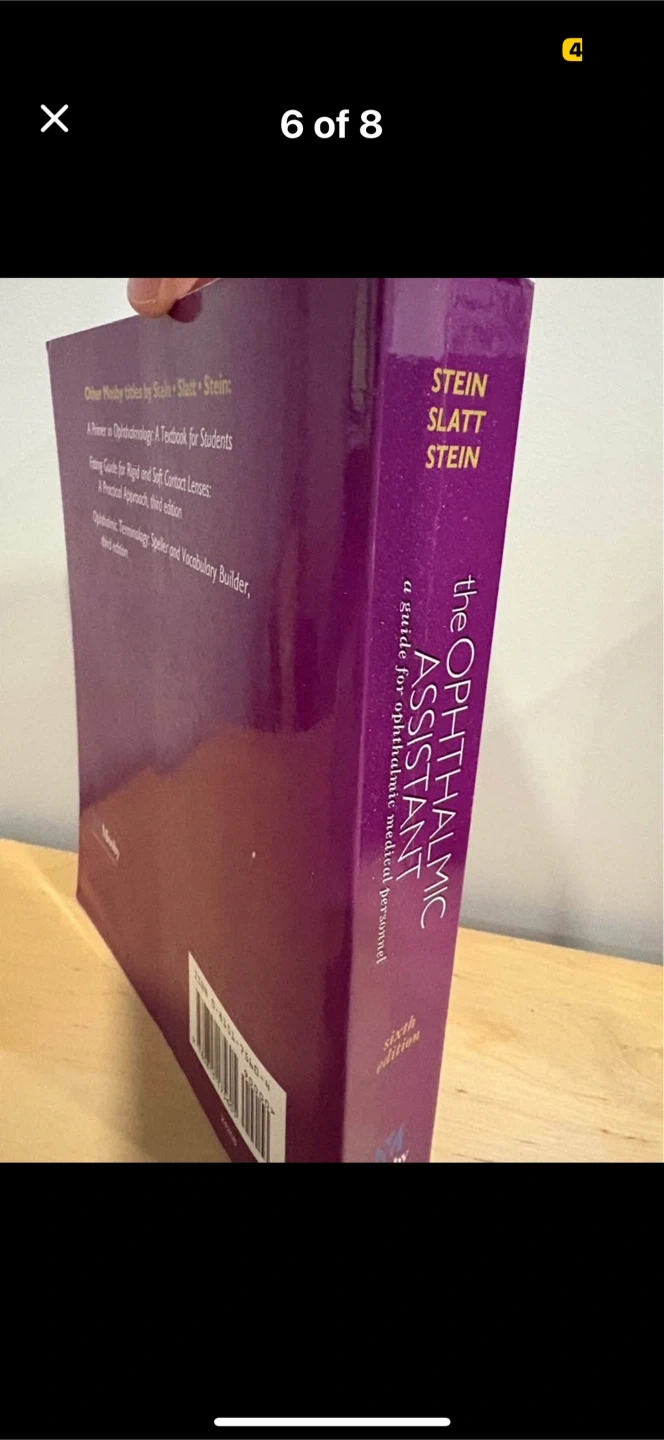 4
6 of 8
Other Mosby titles by Stein • Slatt • Stein:
A Primer in Ophthalmology: A Textbook for Students
Fitting Guide for Rigid and Soft Contact Lenses:
A Practical Approach, third edition
Ophthalmic Terminology: Speller and Vocabulary Builder,
third edition
Mosby
STEIN
SLATT
STEIN
the OPHTHALMIC
ASSISTANT
a guide for ophthalmic medical personnel
sixth
edition